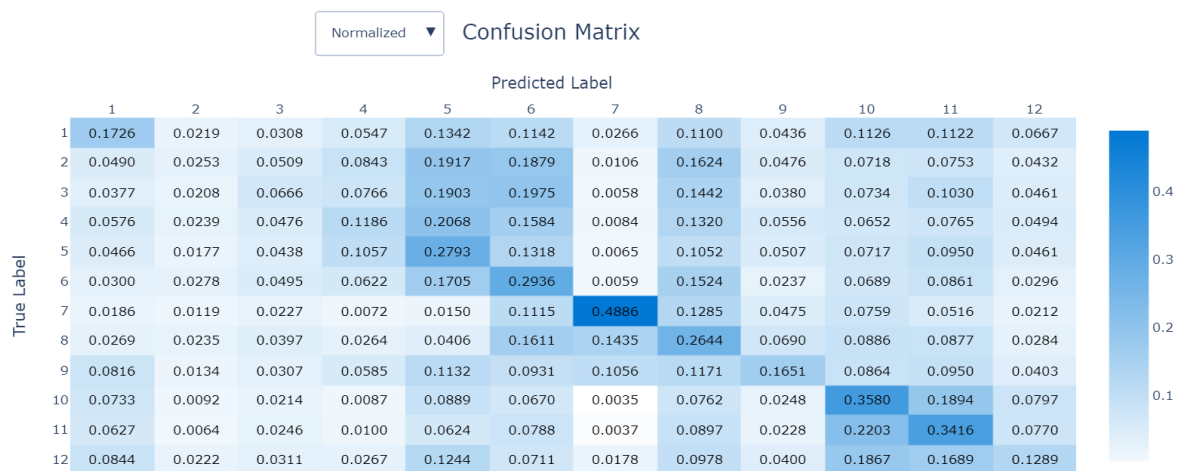 Normalized ▼ Confusion Matrix
Predicted Label
1 2 3 4 5 6 7 8 9 10 11 12
True Label
1 0.1726 0.0219 0.0308 0.0547 0.1342 0.1142 0.0266 0.1100 0.0436 0.1126 0.1122 0.0667
2 0.0490 0.0253 0.0509 0.0843 0.1917 0.1879 0.0106 0.1624 0.0476 0.0718 0.0753 0.0432
3 0.0377 0.0208 0.0666 0.0766 0.1903 0.1975 0.0058 0.1442 0.0380 0.0734 0.1030 0.0461
4 0.0576 0.0239 0.0476 0.1186 0.2068 0.1584 0.0084 0.1320 0.0556 0.0652 0.0765 0.0494
5 0.0466 0.0177 0.0438 0.1057 0.2793 0.1318 0.0065 0.1052 0.0507 0.0717 0.0950 0.0461
6 0.0300 0.0278 0.0495 0.0622 0.1705 0.2936 0.0059 0.1524 0.0237 0.0689 0.0861 0.0296
7 0.0186 0.0119 0.0227 0.0072 0.0150 0.1115 0.4886 0.1285 0.0475 0.0759 0.0516 0.0212
8 0.0269 0.0235 0.0397 0.0264 0.0406 0.1611 0.1435 0.2644 0.0690 0.0886 0.0877 0.0284
9 0.0816 0.0134 0.0307 0.0585 0.1132 0.0931 0.1056 0.1171 0.1651 0.0864 0.0950 0.0403
10 0.0733 0.0092 0.0214 0.0087 0.0889 0.0670 0.0035 0.0762 0.0248 0.3580 0.1894 0.0797
11 0.0627 0.0064 0.0246 0.0100 0.0624 0.0788 0.0037 0.0897 0.0228 0.2203 0.3416 0.0770
12 0.0844 0.0222 0.0311 0.0267 0.1244 0.0711 0.0178 0.0978 0.0400 0.1867 0.1689 0.1289
0.4
0.3
0.2
0.1